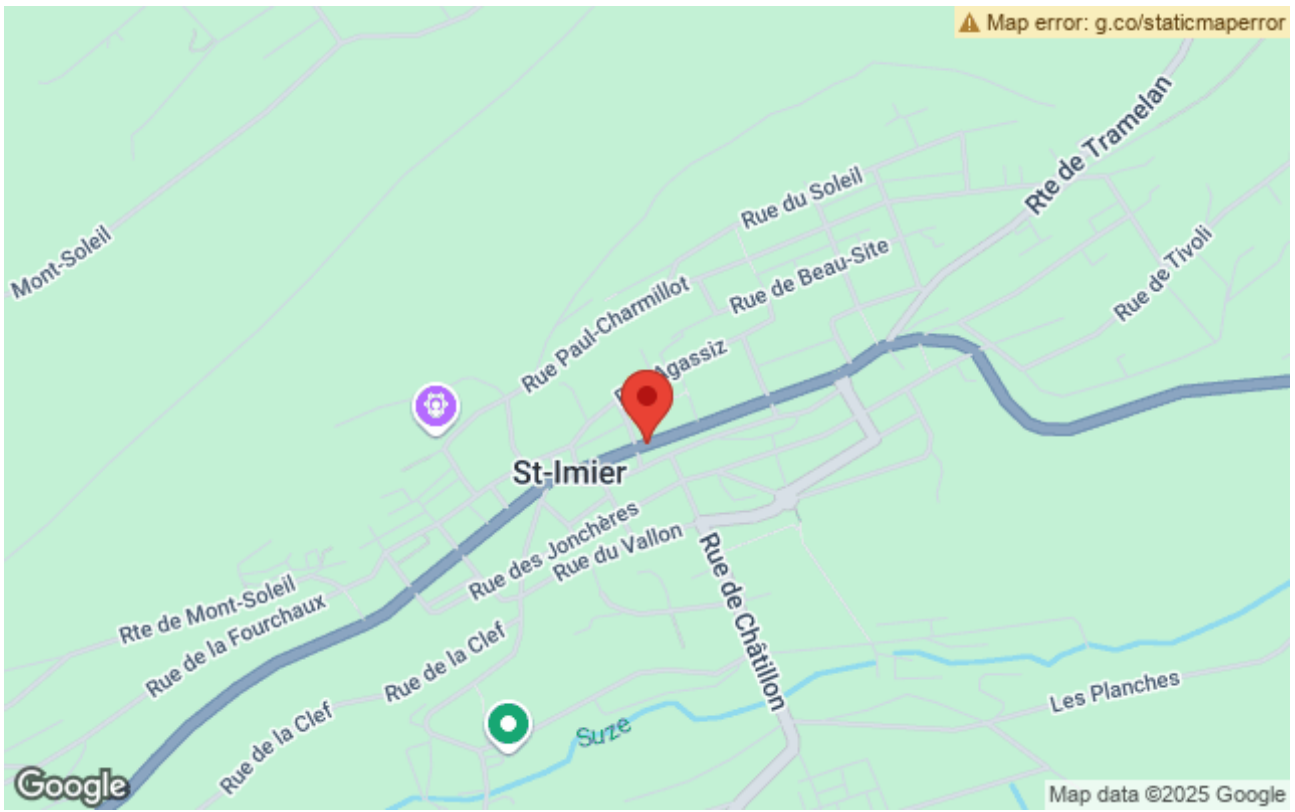 Map error: g.co/staticmaperror
Rte de Tramelan
Rue du Soleil
Mont-Soleil
Rue de Beau-Site
Rue de Tivoli
Rue Paul-Charmillot
Agassiz
St-Imier
Rue des Jonchères
Rue du Vallon
Rue de Châtillon
Rte de Mont-Soleil
Rue de la Fourchaux
Rue de la Clef
Rue de la Clef
Les Planches
Suze
Google
Map data ©2025 Google